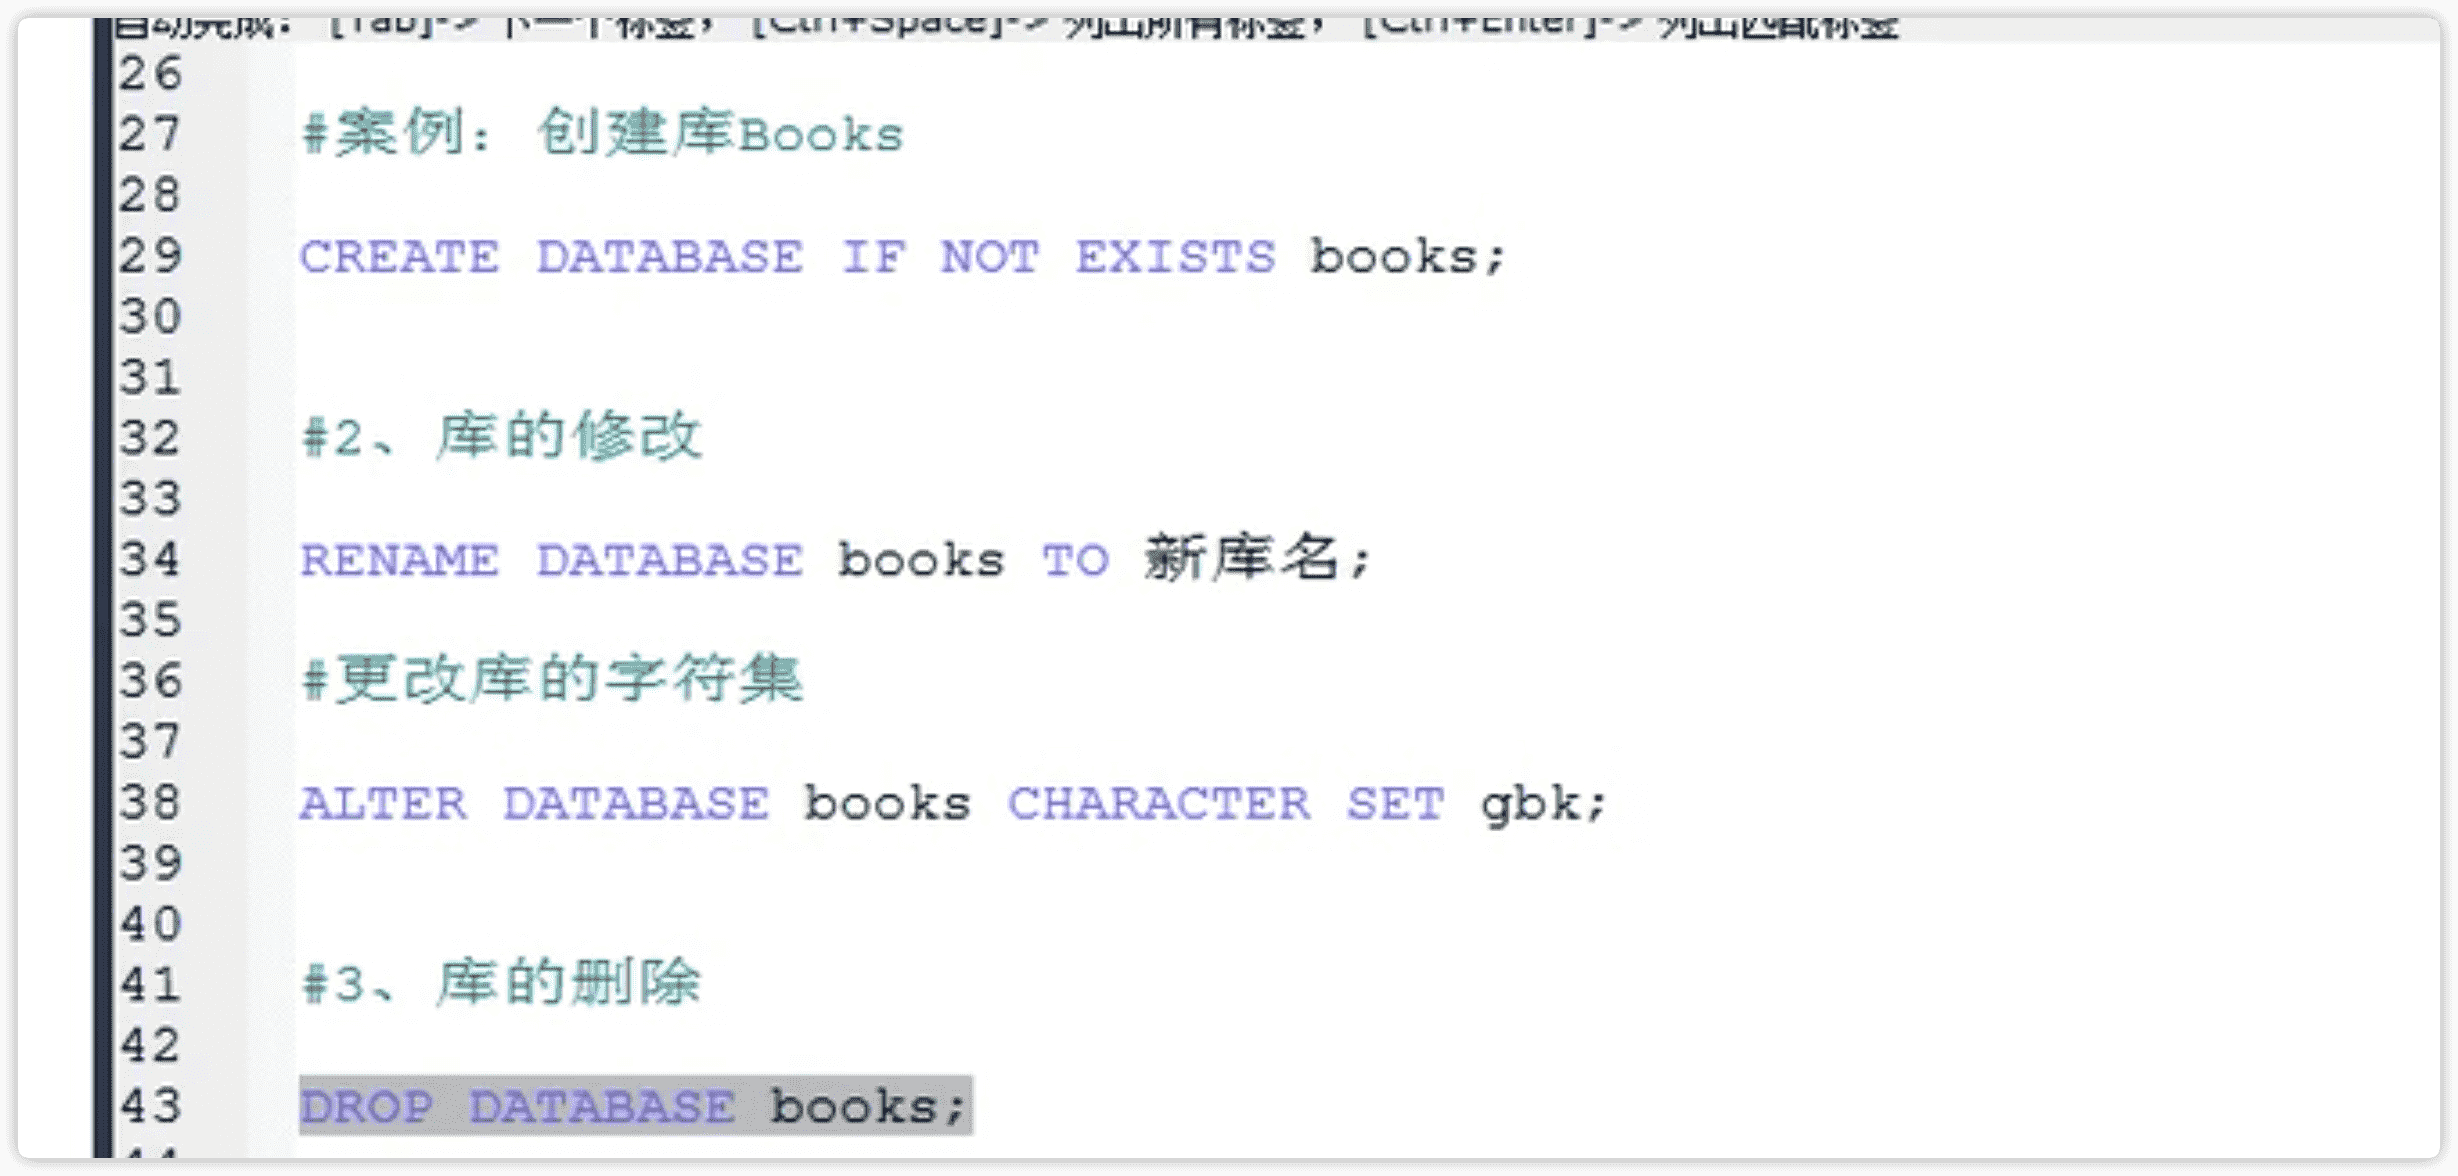 自动完成: [Tab]-> 下一个标签, [Ctrl+Space]-> 列出所有标签, [Ctrl+Enter]-> 列出匹配标签
26
27 #案例：创建库Books
28
29 CREATE DATABASE IF NOT EXISTS books;
30
31
32 #2、库的修改
33
34 RENAME DATABASE books TO 新库名;
35
36 #更改库的字符集
37
38 ALTER DATABASE books CHARACTER SET gbk;
39
40
41 #3、库的删除
42
43 DROP DATABASE books;
44